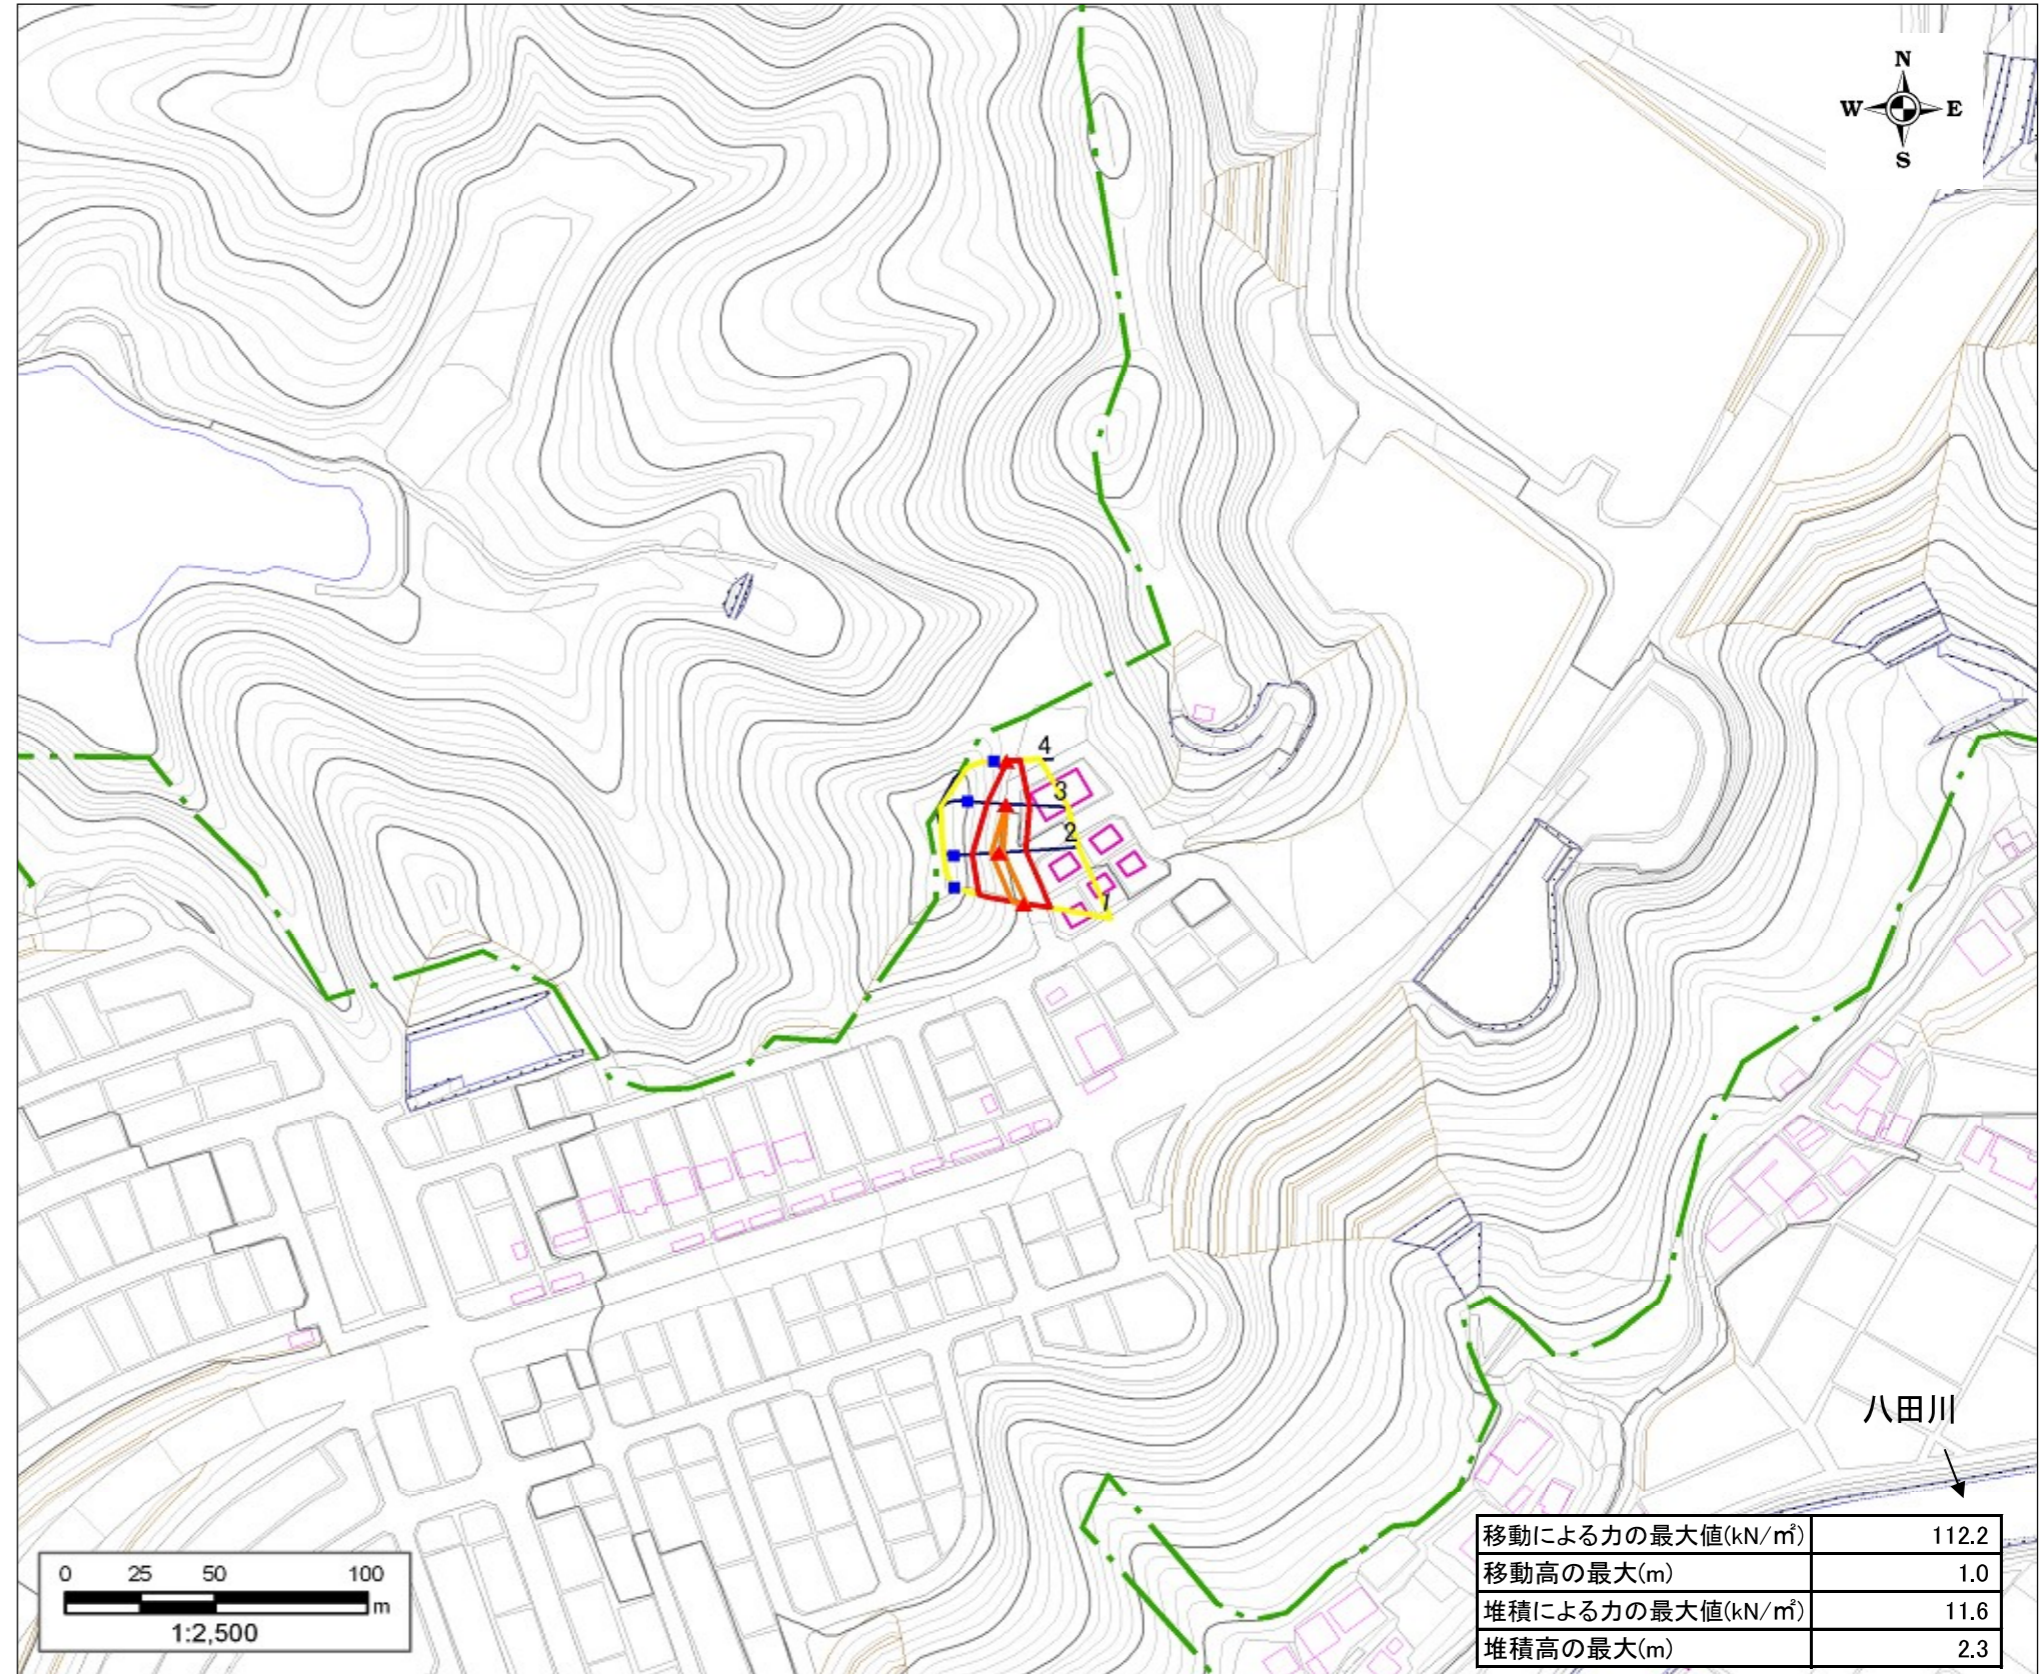 N
W E
S
4
3
2
1
八田川
移動による力の最大値(kN/㎡) 112.2
移動高の最大(m) 1.0
堆積による力の最大値(kN/㎡) 11.6
堆積高の最大(m) 2.3
0 25 50 100
m
1:2,500